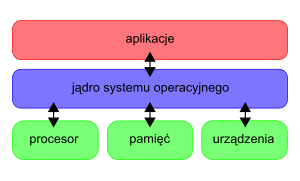 aplikacje
jądro systemu operacyjnego
procesor
pamięć
urządzenia